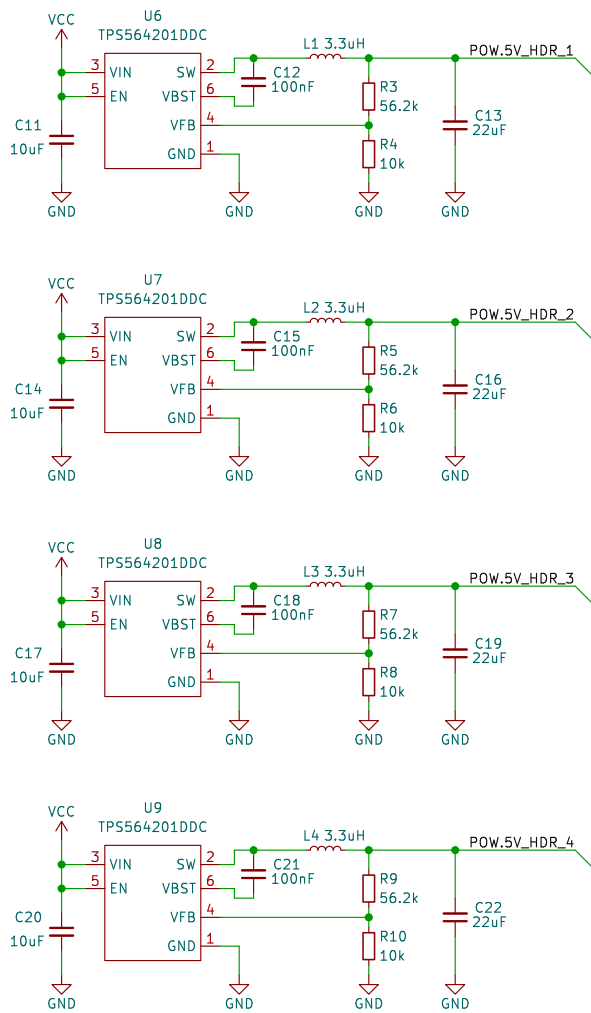 VCC
U6
TPS564201DDC
3 VIN
5 EN
SW 2
VBST 6
VFB 4
GND 1
C11
10uF
C12
100nF
L1 3.3uH
R3
56.2k
R4
10k
C13
22uF
POW.5V_HDR_1
GND
GND
GND
GND
VCC
U7
TPS564201DDC
3 VIN
5 EN
SW 2
VBST 6
VFB 4
GND 1
C14
10uF
C15
100nF
L2 3.3uH
R5
56.2k
R6
10k
C16
22uF
POW.5V_HDR_2
GND
GND
GND
GND
VCC
U8
TPS564201DDC
3 VIN
5 EN
SW 2
VBST 6
VFB 4
GND 1
C17
10uF
C18
100nF
L3 3.3uH
R7
56.2k
R8
10k
C19
22uF
POW.5V_HDR_3
GND
GND
GND
GND
VCC
U9
TPS564201DDC
3 VIN
5 EN
SW 2
VBST 6
VFB 4
GND 1
C20
10uF
C21
100nF
L4 3.3uH
R9
56.2k
R10
10k
C22
22uF
POW.5V_HDR_4
GND
GND
GND
GND